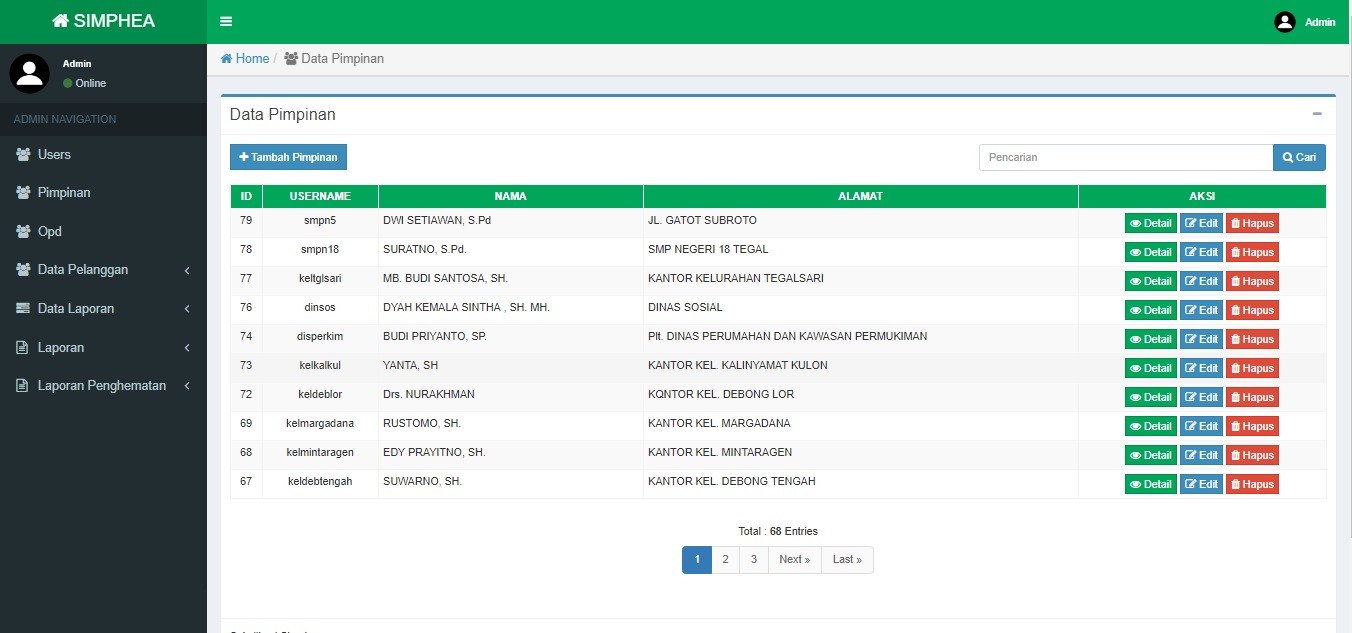 SIMPHEA
Admin
Admin
Online
Home / Data Pimpinan
ADMIN NAVIGATION
Users
Pimpinan
Opd
Data Pelanggan
Data Laporan
Laporan
Laporan Penghematan
Data Pimpinan
Tambah Pimpinan
Pencarian Cari
ID USERNAME NAMA ALAMAT AKSI
79 smpn5 DWI SETIAWAN, S.Pd JL. GATOT SUBROTO Detail Edit Hapus
78 smpn18 SURATNO, S.Pd. SMP NEGERI 18 TEGAL Detail Edit Hapus
77 keltglsari MB. BUDI SANTOSA, SH. KANTOR KELURAHAN TEGALSARI Detail Edit Hapus
76 dinsos DYAH KEMALA SINTHA , SH. MH. DINAS SOSIAL Detail Edit Hapus
74 disperkim BUDI PRIYANTO, SP. Plt. DINAS PERUMAHAN DAN KAWASAN PERMUKIMAN Detail Edit Hapus
73 kelkalkul YANTA, SH KANTOR KEL. KALINYAMAT KULON Detail Edit Hapus
72 keldeblor Drs. NURAKHMAN KQNTOR KEL. DEBONG LOR Detail Edit Hapus
69 kelmargadana RUSTOMO, SH. KANTOR KEL. MARGADANA Detail Edit Hapus
68 kelmintaragen EDY PRAYITNO, SH. KANTOR KEL. MINTARAGEN Detail Edit Hapus
67 keldebtengah SUWARNO, SH. KANTOR KEL. DEBONG TENGAH Detail Edit Hapus
Total : 68 Entries
1 2 3 Next » Last »